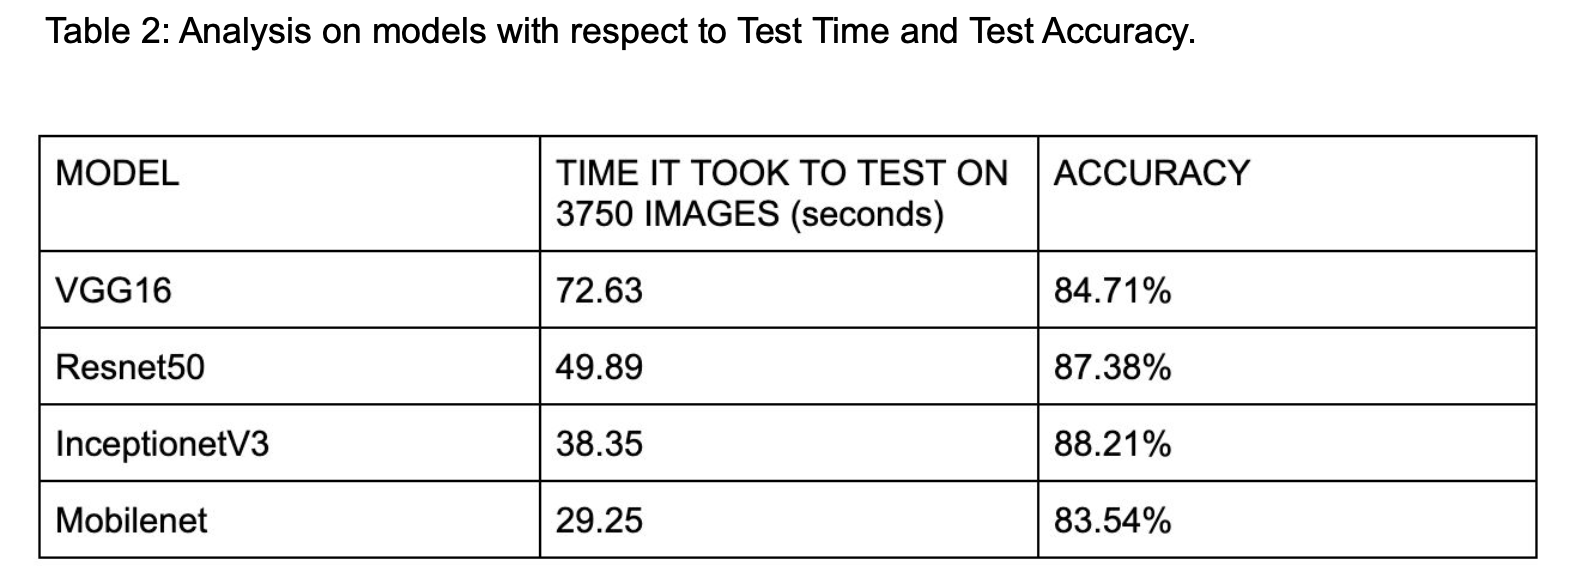 Table 2: Analysis on models with respect to Test Time and Test Accuracy.
MODEL
TIME IT TOOK TO TEST ON
3750 IMAGES (seconds)
ACCURACY
VGG16 72.63 84.71%
Resnet50 49.89 87.38%
InceptionetV3 38.35 88.21%
Mobilenet 29.25 83.54%